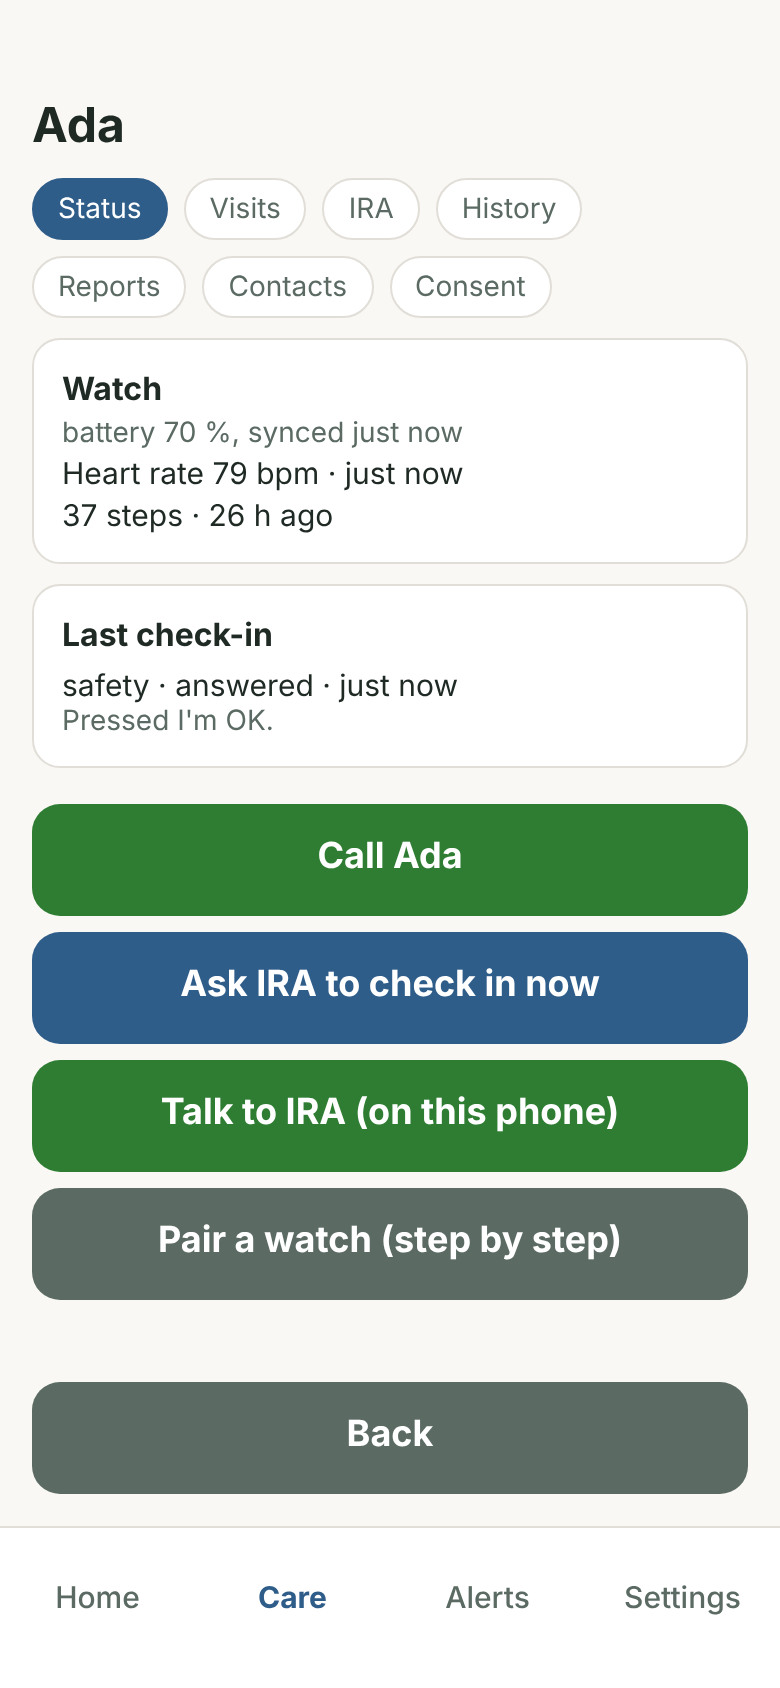 Ada
Status Visits IRA History
Reports Contacts Consent
Watch
battery 70 %, synced just now
Heart rate 79 bpm · just now
37 steps · 26 h ago
Last check-in
safety · answered · just now
Pressed I'm OK.
Call Ada
Ask IRA to check in now
Talk to IRA (on this phone)
Pair a watch (step by step)
Back
Home Care Alerts Settings